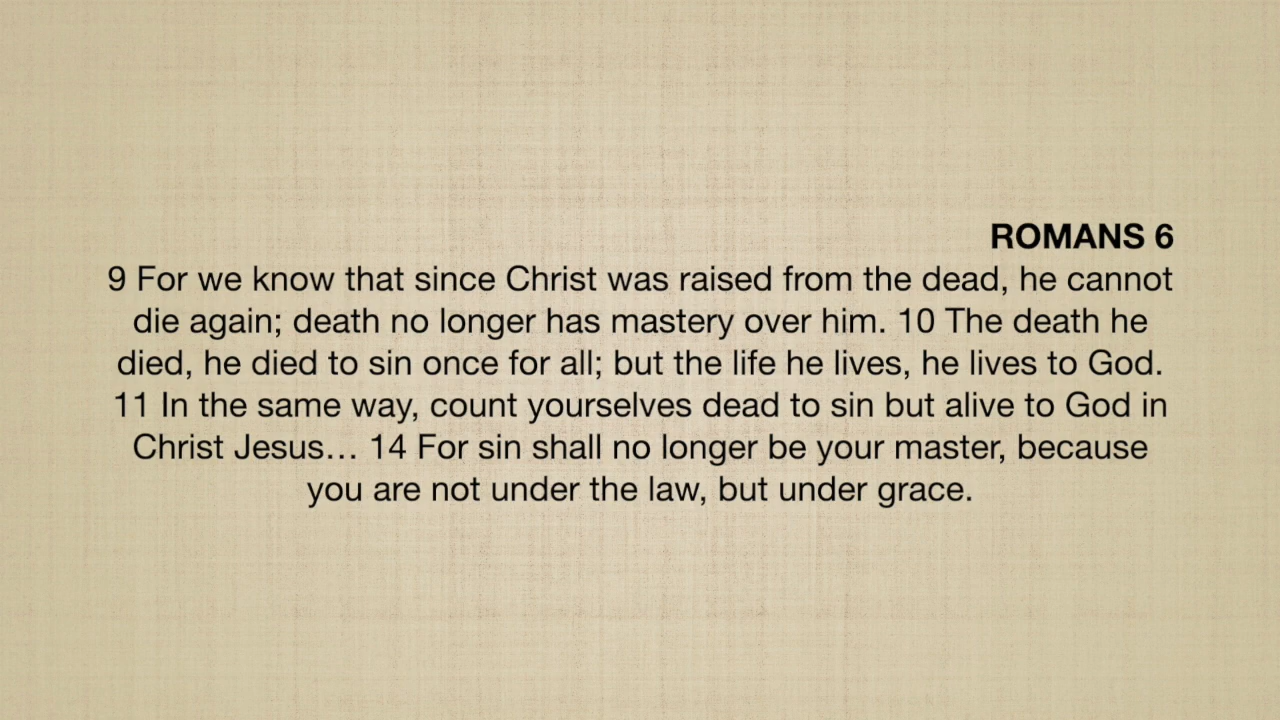 ROMANS 6
9 For we know that since Christ was raised from the dead, he cannot
die again; death no longer has mastery over him. 10 The death he
died, he died to sin once for all; but the life he lives, he lives to God.
11 In the same way, count yourselves dead to sin but alive to God in
Christ Jesus… 14 For sin shall no longer be your master, because
you are not under the law, but under grace.